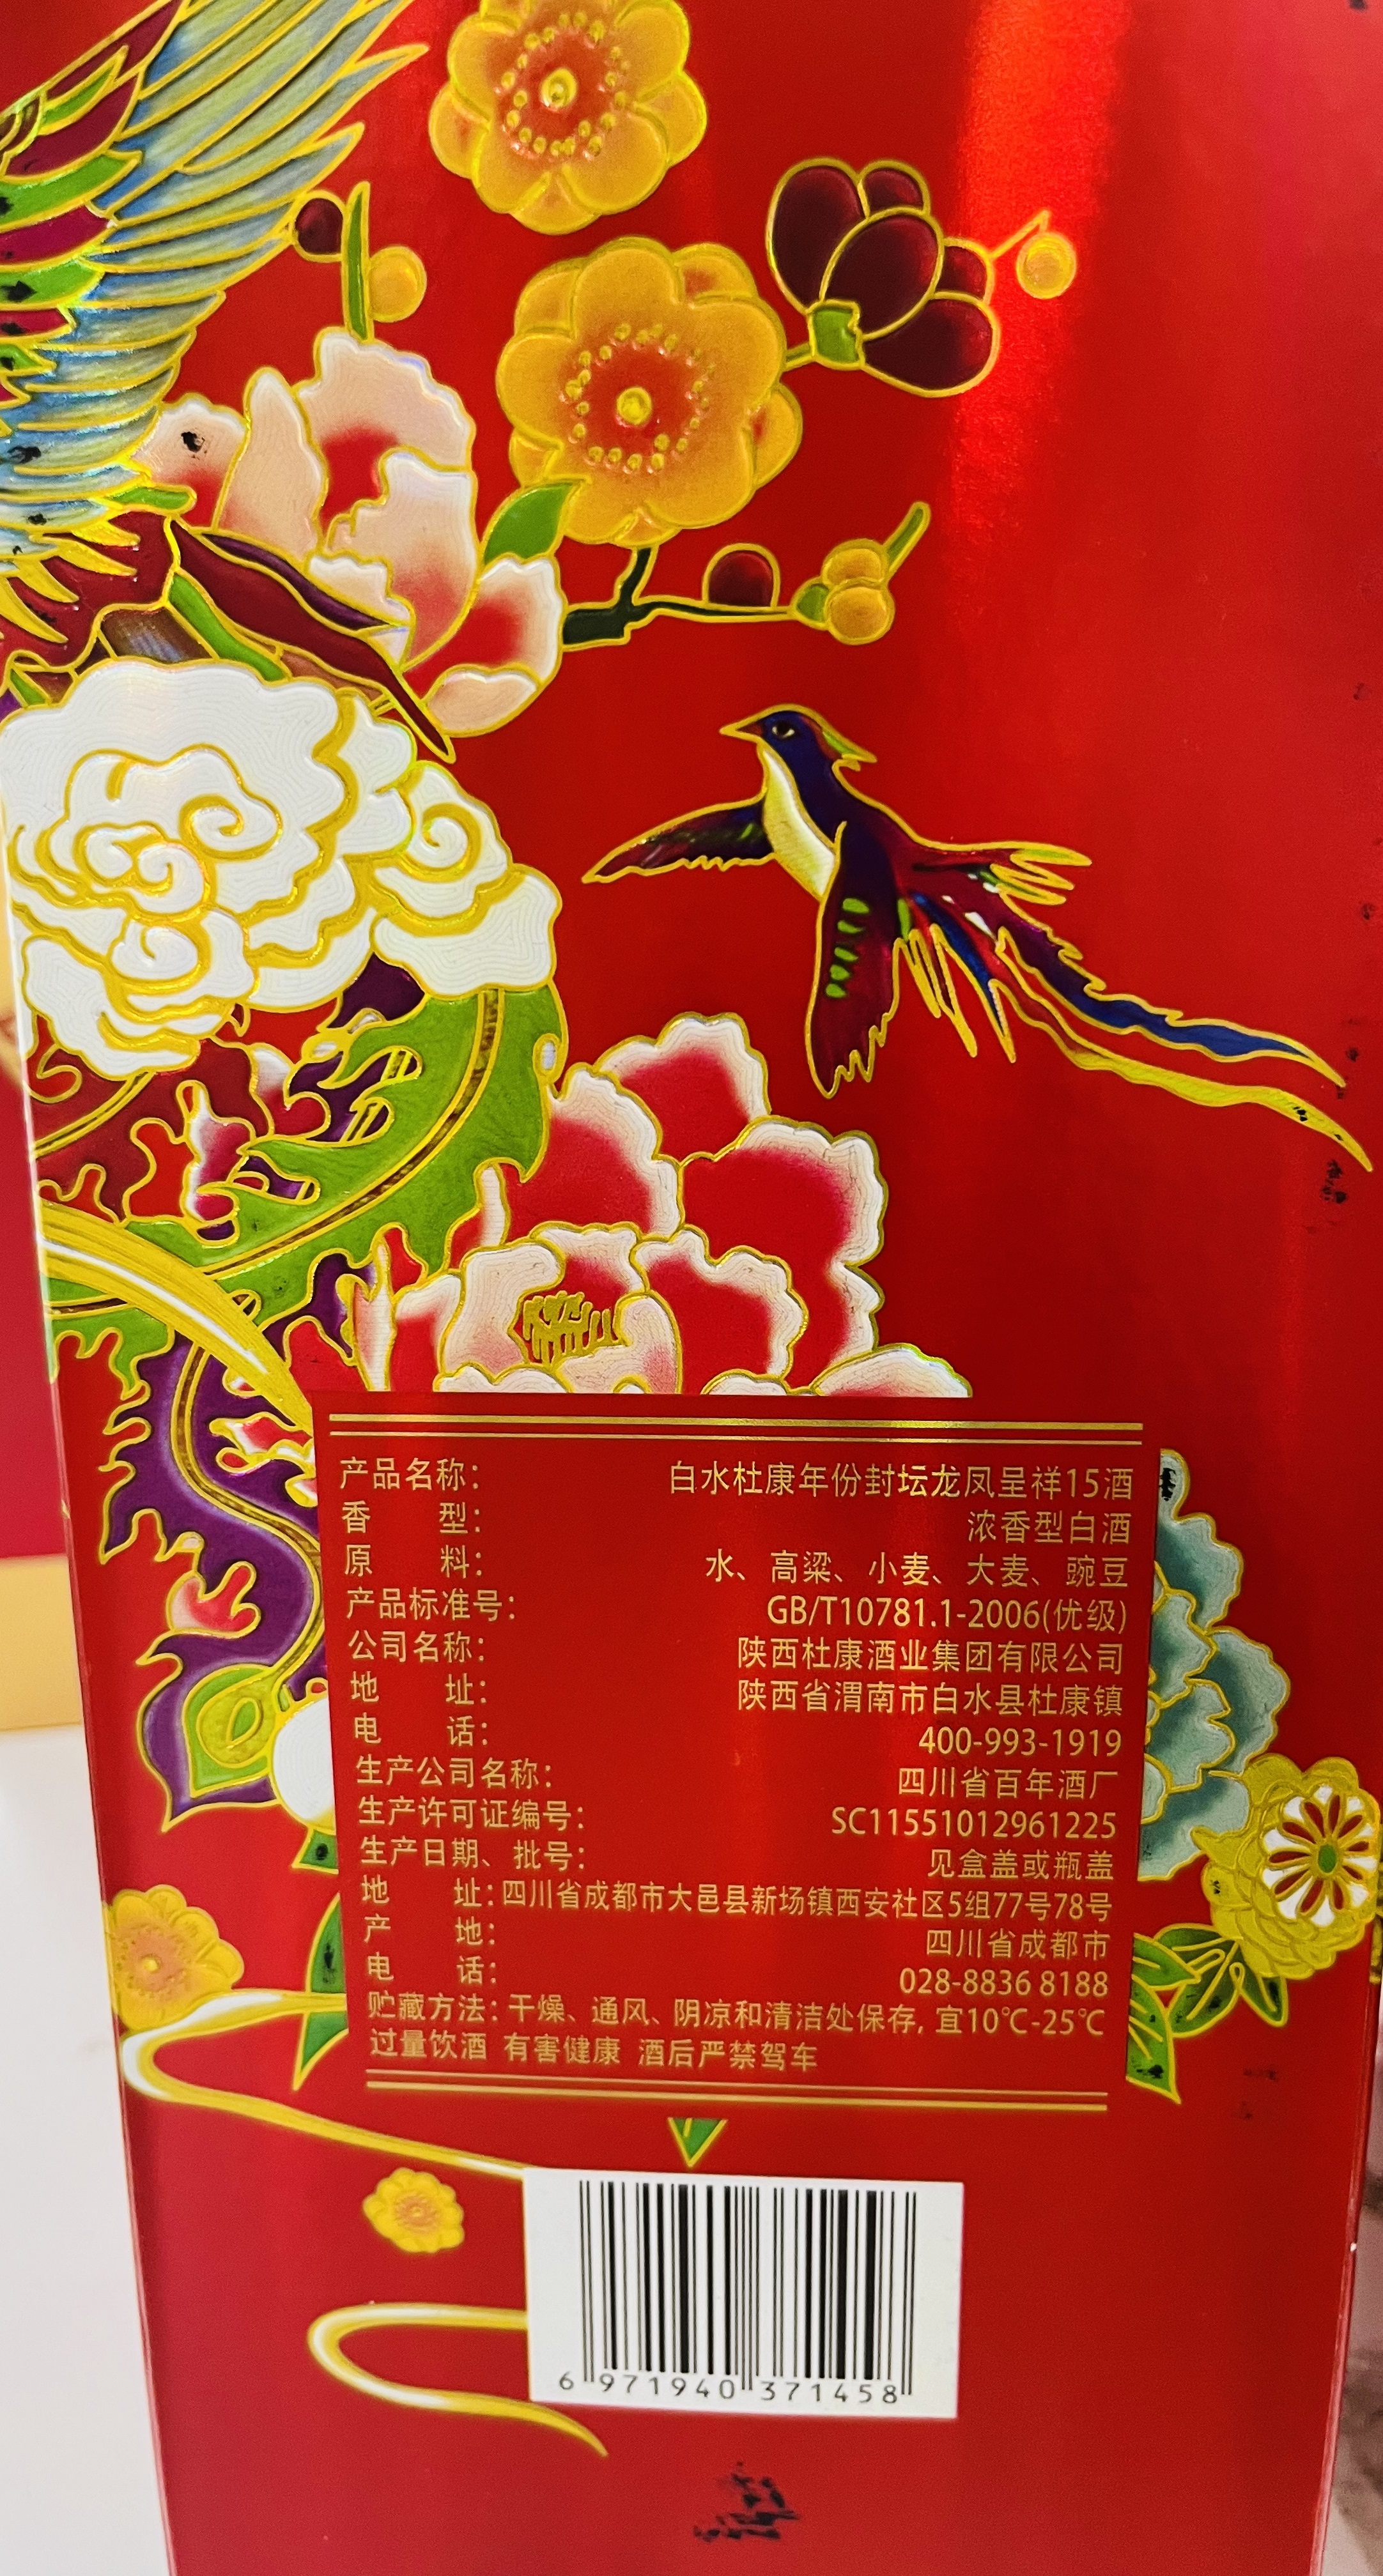 产品名称：白水杜康年份封坛龙凤呈祥15酒
香型：浓香型白酒
原料：水、高粱、小麦、大麦、豌豆
产品标准号：GB/T10781.1-2006(优级)
公司名称：陕西杜康酒业集团有限公司
地址：陕西省渭南市白水县杜康镇
电话：400-993-1919
生产公司名称：四川省百年酒厂
生产许可证编号：SC11551012961225
生产日期、批号：见盒盖或瓶盖
地址：四川省成都市大邑县新场镇西安社区5组77号78号
产地：四川省成都市
电话：028-8836 8188
贮藏方法：干燥、通风、阴凉和清洁处保存, 宜10℃-25℃
过量饮酒 有害健康 酒后严禁驾车
6 971940 371458